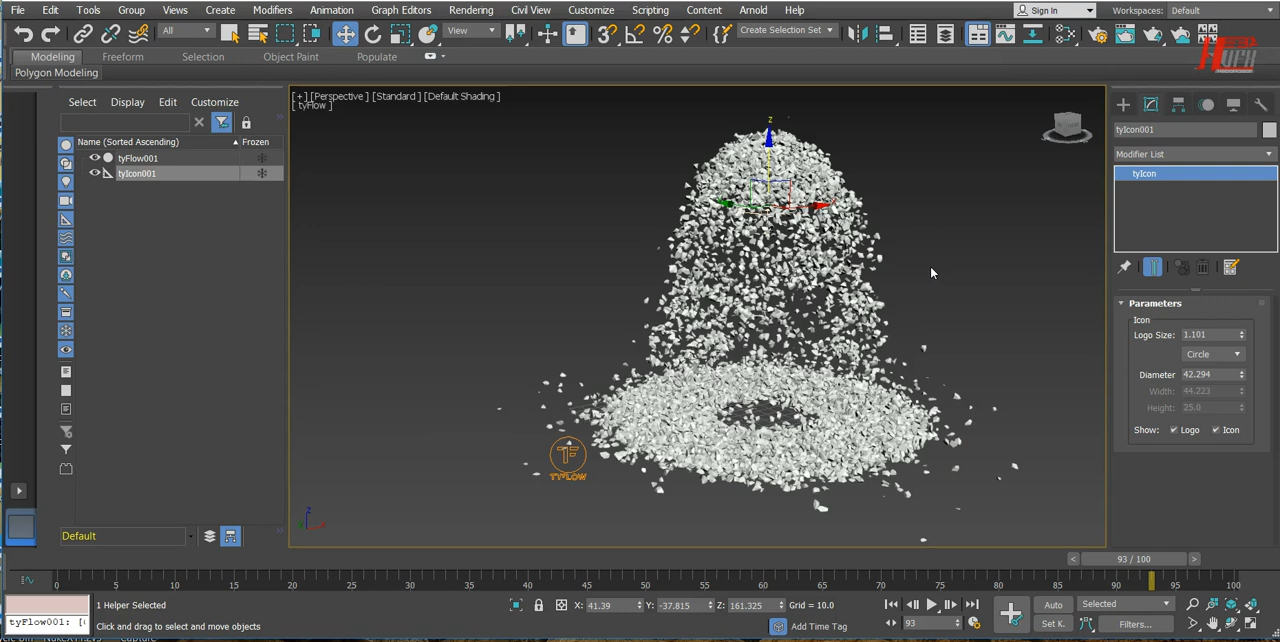 File Edit Tools Group Views Create Modifiers Animation Graph Editors Rendering Civil View Customize Scripting Content Arnold Help Sign In Workspaces: Default
All View Create Selection Set
Modeling Freeform Selection Object Paint Populate
Polygon Modeling
Select Display Edit Customize
Name (Sorted Ascending) Frozen
tyFlow001
tyIcon001
Default
[+] [Perspective] [Standard] [Default Shading]
[ tyFlow ]
z
TYFLOW
z
tyIcon001
Modifier List
tyIcon
Parameters
Icon
Logo Size: 1.101
Circle
Diameter 42.294
Width: 44.223
Height: 25.0
Show: Logo Icon
93 / 100
0 5 10 15 20 25 30 35 40 45 50 55 60 65 70 75 80 85 90 95 100
1 Helper Selected X: 41.39 Y: -37.815 Z: 161.325 Grid = 10.0 Auto Selected
tyFlow001: Click and drag to select and move objects Add Time Tag 93 Set K. Filters...